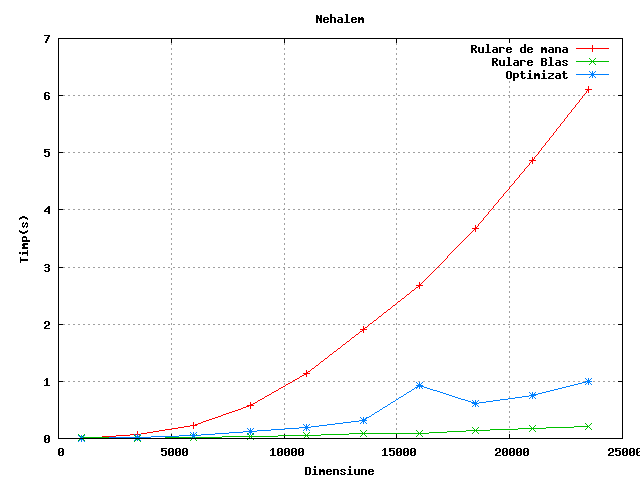 Nehalem
Rulare de mana
Rulare Blas
Optimizat
7
6
5
4
3
2
1
0
Timp(s)
0 5000 10000 15000 20000 25000
Dimensiune